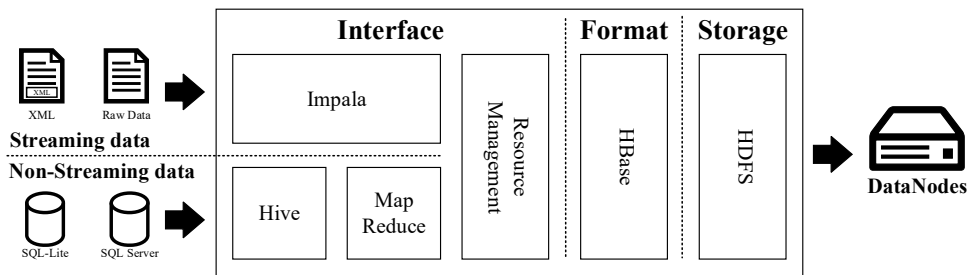 Interface
Format
Storage
XML
XML
Raw Data
Streaming data
Impala
Non-Streaming data
SQL-Lite
SQL Server
Hive
Map
Reduce
Resource
Management
HBase
HDFS
DataNodes